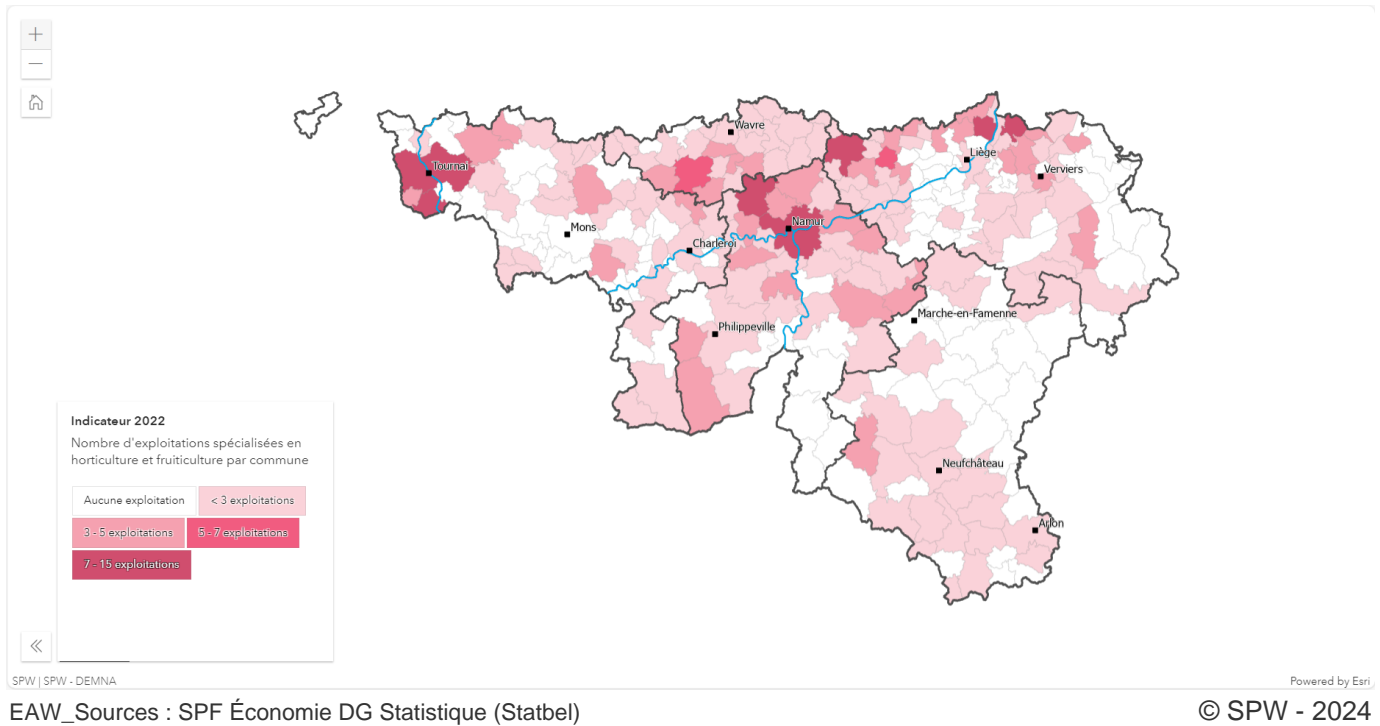 Wavre
Liège
Tournai
Verviers
Namur
Mons
Charleroi
Marche-en-Famenne
Philippeville
Indicateur 2022
Nombre d'exploitations spécialisées en
horticulture et fruiticulture par commune
Neufchâteau
Aucune exploitation
< 3 exploitations
3 - 5 exploitations
5 - 7 exploitations
Arlon
7 - 15 exploitations
SPW | SPW - DEMNA
Powered by Esri
EAW_Sources : SPF Économie DG Statistique (Statbel)
© SPW - 2024